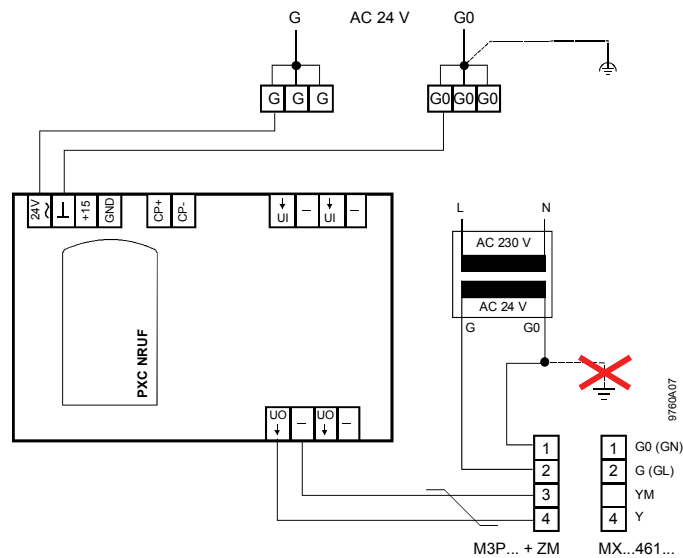 G AC 24 V G0
G G G G0 G0 G0
24V ~ ⊥ +15 GND CP+ CP- ↓ UI – ↓ UI –
L N
AC 230 V
AC 24 V
G G0
PXC NRUF
9760A07
UO ↓ – UO ↓ –
1 1 G0 (GN)
2 2 G (GL)
3 YM
4 4 Y
M3P... + ZM MX...461...